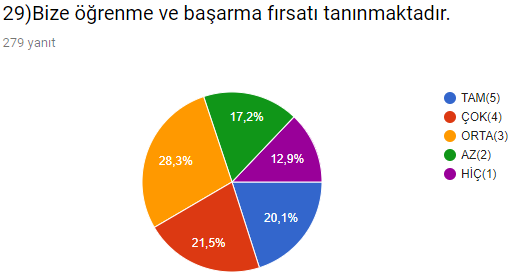 29)Bize öğrenme ve başarma fırsatı tanınmaktadır.
279 yanıt
TAM(5)
ÇOK(4)
ORTA(3)
AZ(2)
HİÇ(1)
17,2%
12,9%
28,3%
20,1%
21,5%